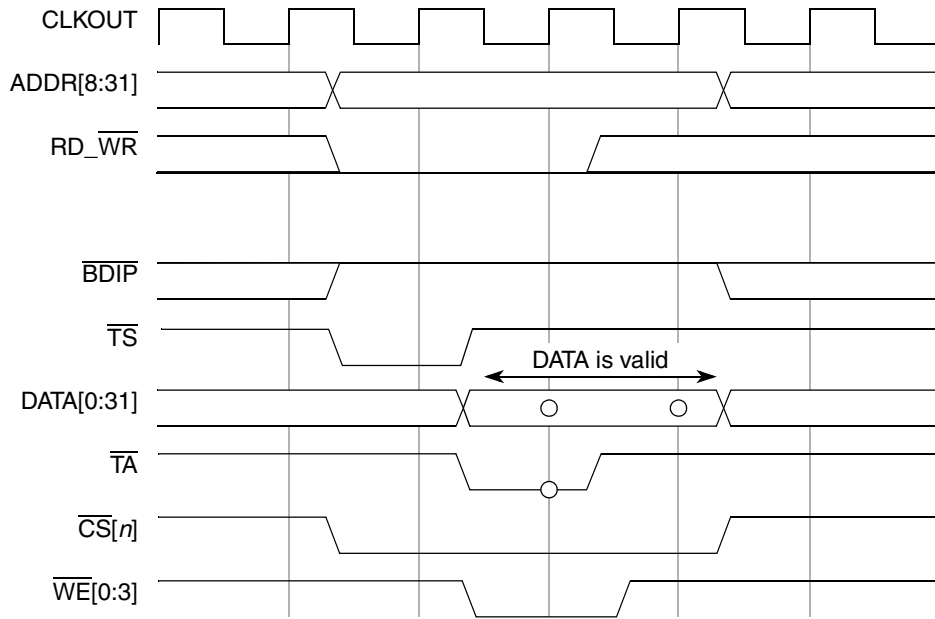 CLKOUT
ADDR[8:31]
RD_WR
BDIP
TS
DATA is valid
DATA[0:31]
TA
CS[n]
WE[0:3]